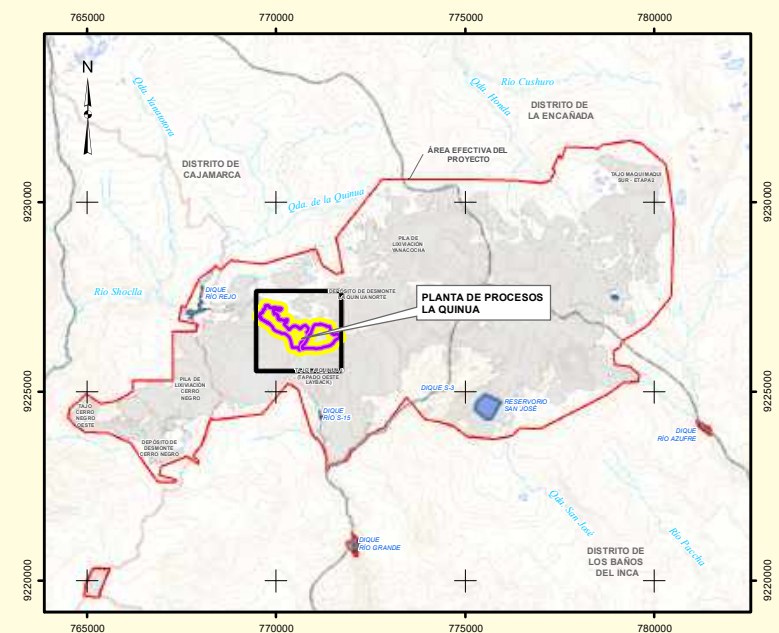 765000
770000
775000
780000
N
Qda. Yanatotora
Río Cushuro
Qda. Honda
DISTRITO DE
LA ENCAÑADA
ÁREA EFECTIVA DEL
PROYECTO
DISTRITO DE
CAJAMARCA
TAJO MAQUI MAQUI
SUR - ETAPA 2
9230000
9230000
Qda. de la Quinua
PILA DE
LIXIVIACIÓN
YANACOCHA
Río Shoclla
DIQUE
RÍO REJO
DEPÓSITO DE DESMONTE
LA QUINUA NORTE
PLANTA DE PROCESOS
LA QUINUA
(TAPADO OESTE
LAYBACK)
9225000
9225000
PILA DE
LIXIVIACIÓN
CERRO
NEGRO
TAJO
CERRO
NEGRO
OESTE
DIQUE S-3
RESERVORIO
SAN JOSÉ
DIQUE
RÍO S-15
DIQUE
RÍO AZUFRE
DEPÓSITO DE
DESMONTE
CERRO NEGRO
Qda. San José
Río Paccha
DIQUE
RÍO GRANDE
DISTRITO DE
LOS BAÑOS
DEL INCA
9220000
9220000
765000
770000
775000
780000